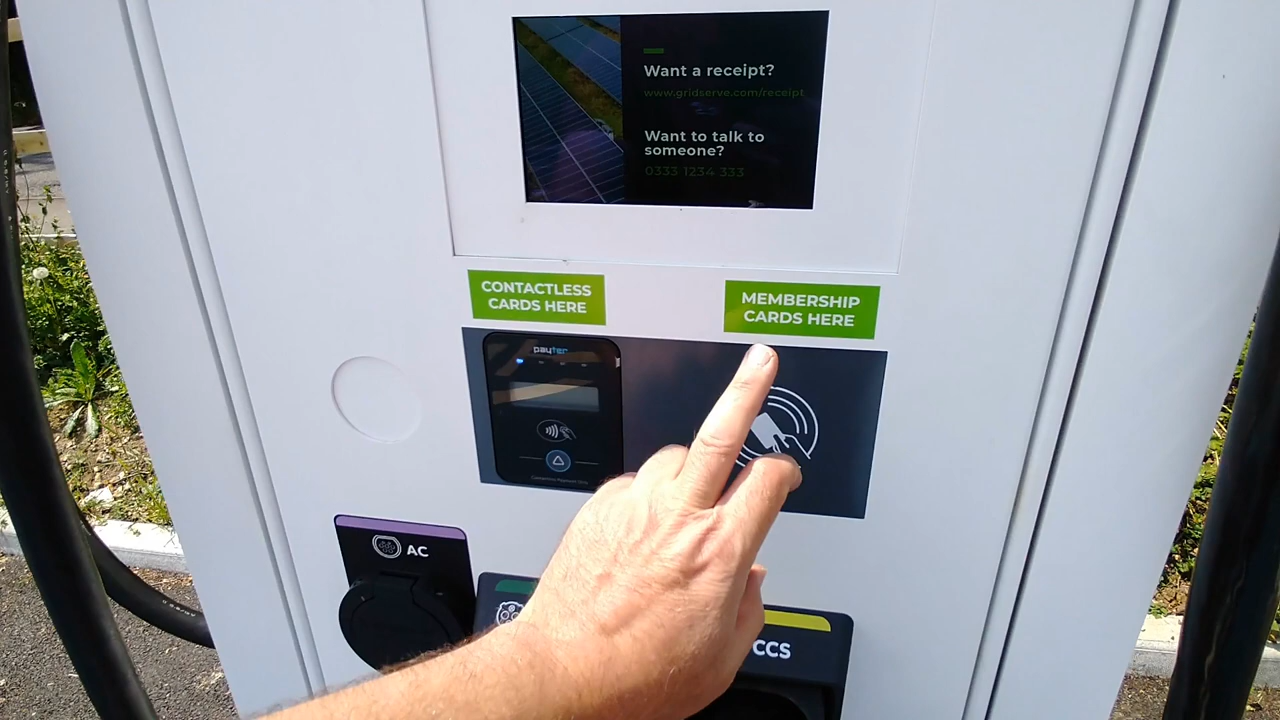 Want a receipt?
www.gridserve.com/receipt
Want to talk to
someone?
0333 1234 333
CONTACTLESS
CARDS HERE
MEMBERSHIP
CARDS HERE
payter
AC
CCS